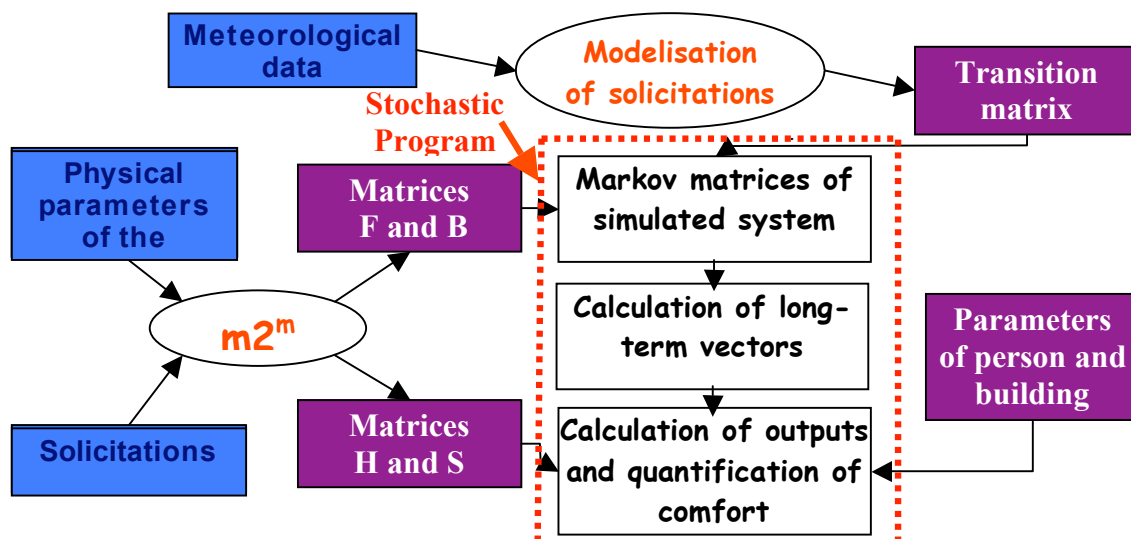 Meteorological
data
Modelisation
of solicitations
Transition
matrix
Stochastic
Program
Physical
parameters
of the
Matrices
F and B
Markov matrices of
simulated system
m2^m
Calculation of long-
term vectors
Parameters
of person and
building
Solicitations
Matrices
H and S
Calculation of outputs
and quantification of
comfort